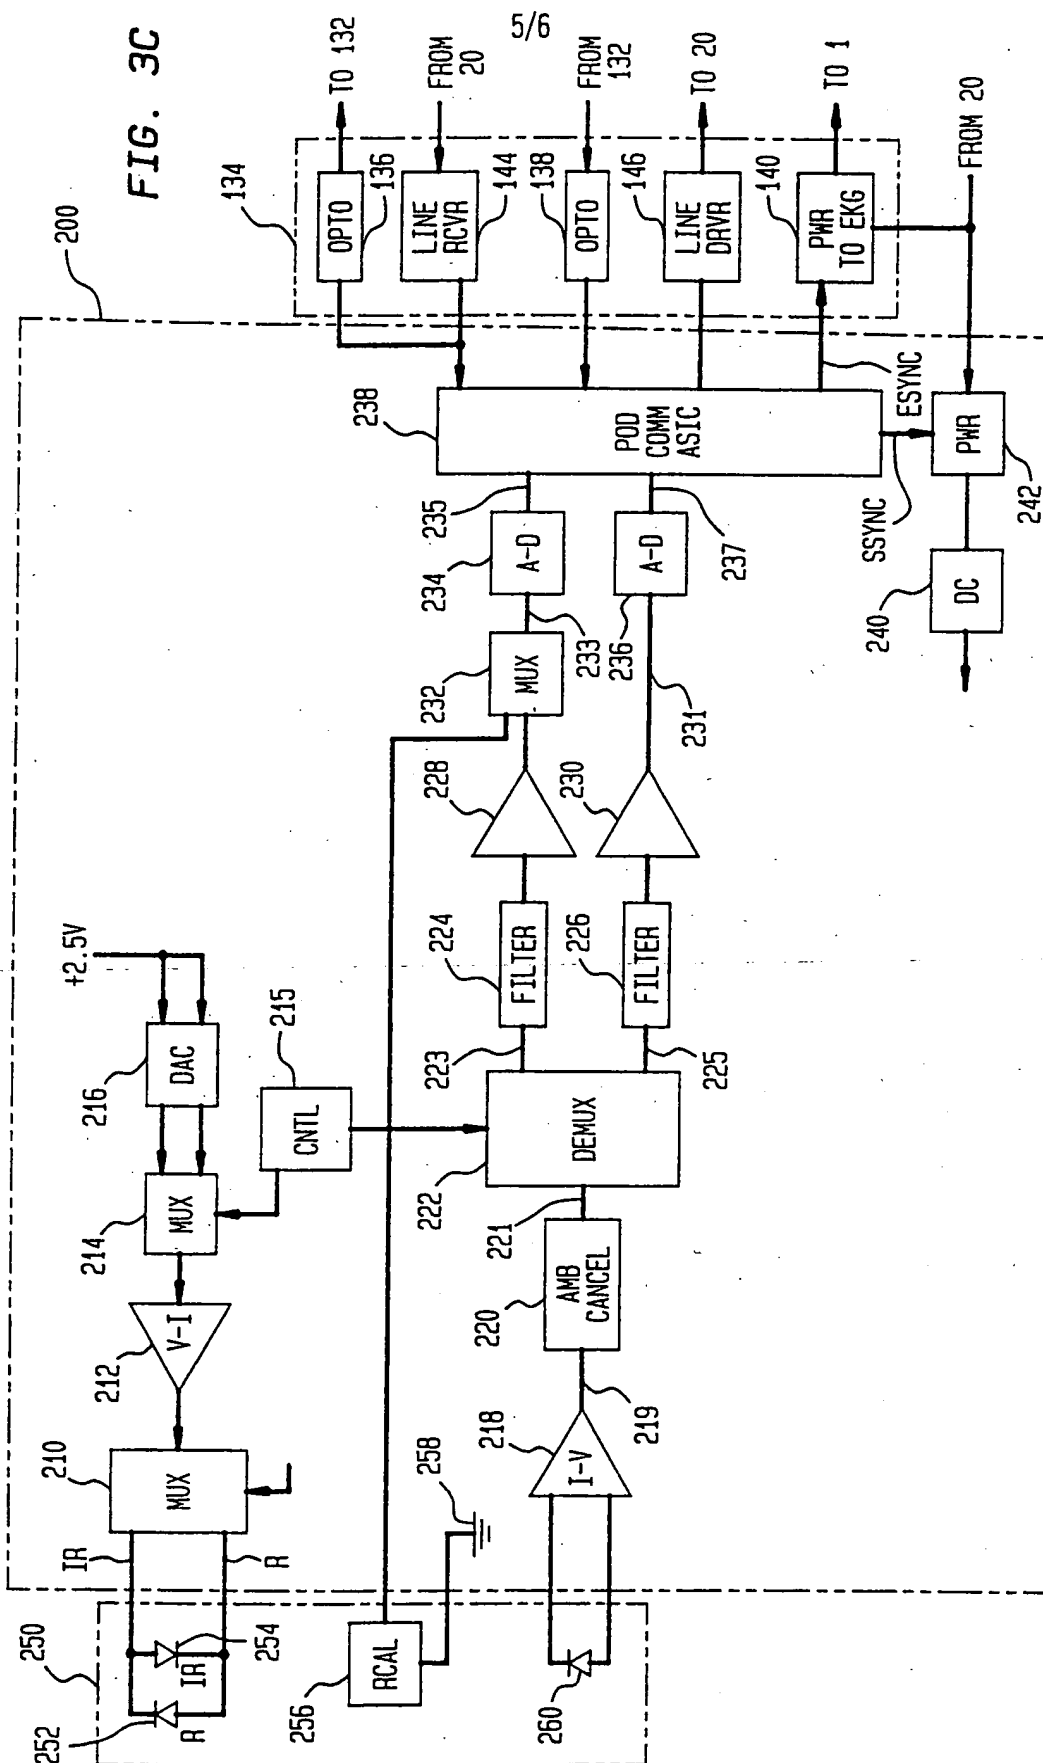 FIG. 3C
5/6
200
134
OPTO
136
TO 132
LINE
RCVR
144
FROM
20
OPTO
138
FROM
132
LINE
DRVR
146
TO 20
PWR
TO EKG
140
TO 1
FROM 20
+2.5V
DAC
216
MUX
214
CNTL
215
V-I
212
MUX
210
IR
R
250
252
R
IR
254
RCAL
256
258
260
I-V
218
219
AMB
CANCEL
220
221
DEMUX
222
223
225
FILTER
224
FILTER
226
228
230
231
MUX
232
233
A-D
234
235
A-D
236
237
POD
COMM
ASIC
238
SSYNC
ESYNC
PWR
242
DC
240